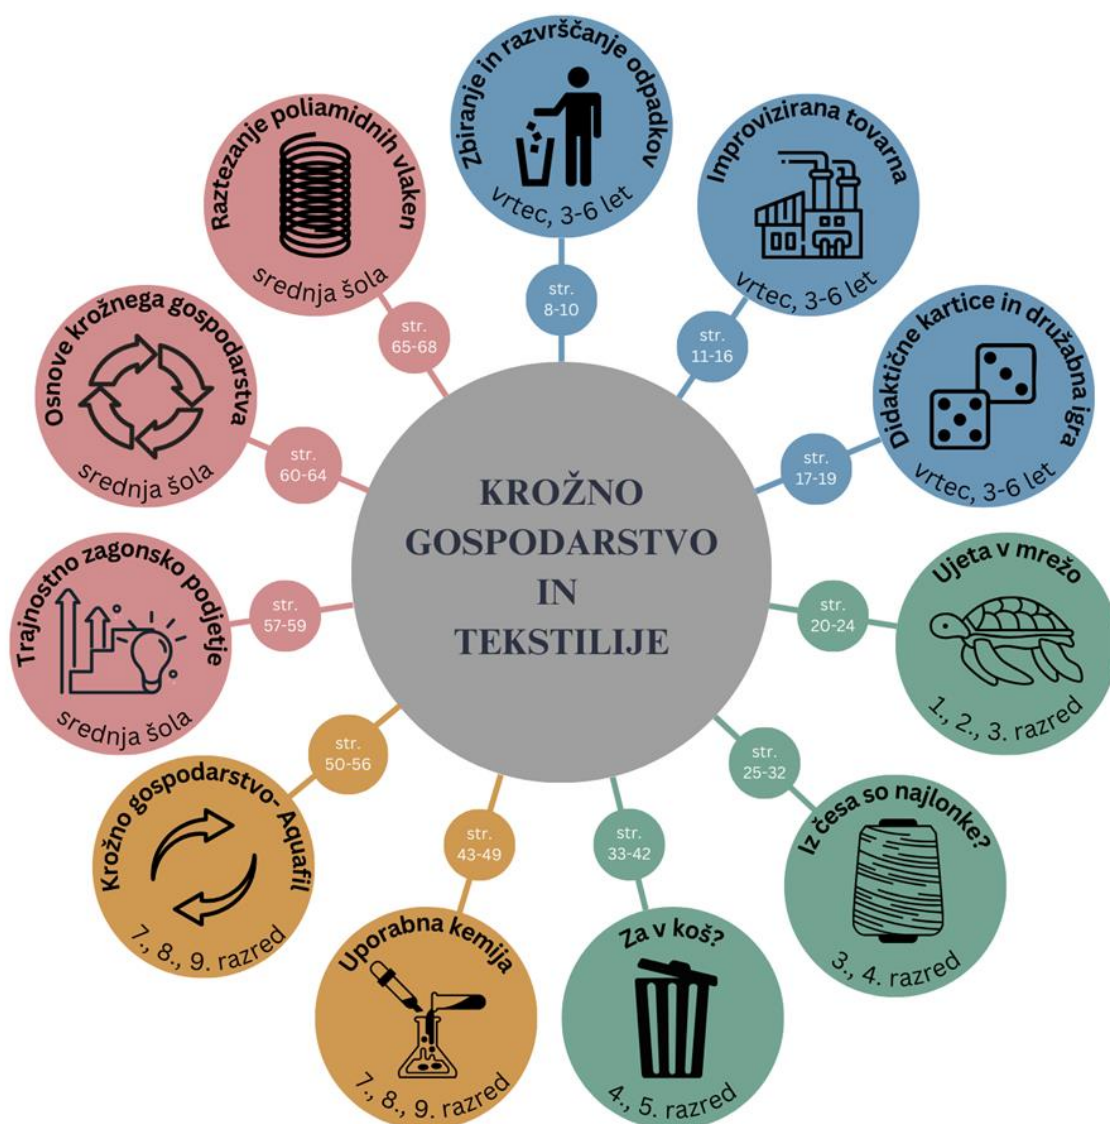 KROŽNO
GOSPODARSTVO
IN
TEKSTILIJE
Zbiranje in razvrščanje odpadkov
vrtec, 3-6 let
str.
8-10
Improvizirana tovarna
vrtec, 3-6 let
str.
11-16
Didaktične kartice in družabna igra
vrtec, 3-6 let
str.
17-19
Ujeta v mrežo
1., 2., 3. razred
str.
20-24
Iz česa so najlonke?
3., 4. razred
str.
25-32
Za v koš?
4., 5. razred
str.
33-42
Uporabna kemija
7., 8., 9. razred
str.
43-49
Krožno gospodarstvo- Aquafil
7., 8., 9. razred
str.
50-56
Trajnostno zagonsko podjetje
srednja šola
str.
57-59
Osnove krožnega gospodarstva
srednja šola
str.
60-64
Raztezanje poliamidnih vlaken
srednja šola
str.
65-68